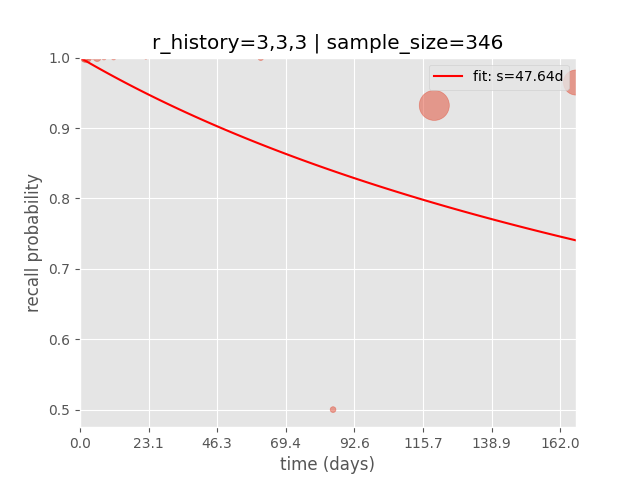 r_history=3,3,3 | sample_size=346
fit: s=47.64d
recall probability
1.0
0.9
0.8
0.7
0.6
0.5
0.0 23.1 46.3 69.4 92.6 115.7 138.9 162.0
time (days)